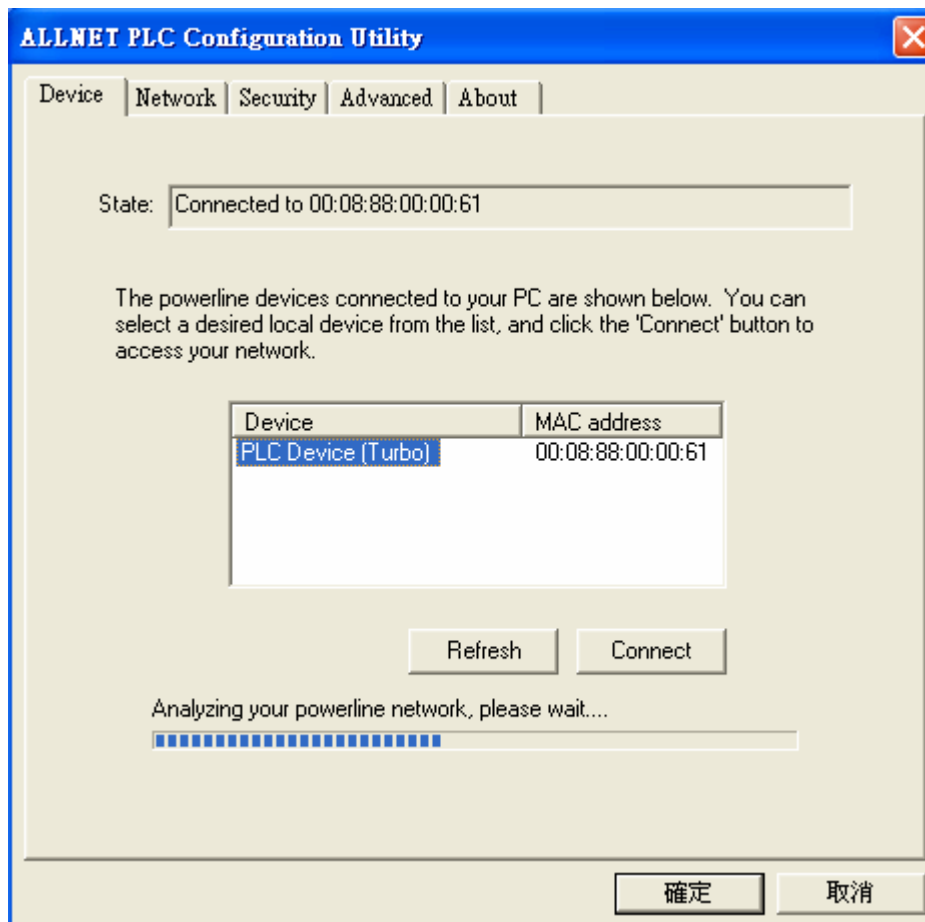 ALLNET PLC Configuration Utility
Device Network Security Advanced About
State: Connected to 00:08:88:00:00:61
The powerline devices connected to your PC are shown below. You can
select a desired local device from the list, and click the 'Connect' button to
access your network.
Device MAC address
PLC Device (Turbo) 00:08:88:00:00:61
Refresh Connect
Analyzing your powerline network, please wait....
確定 取消